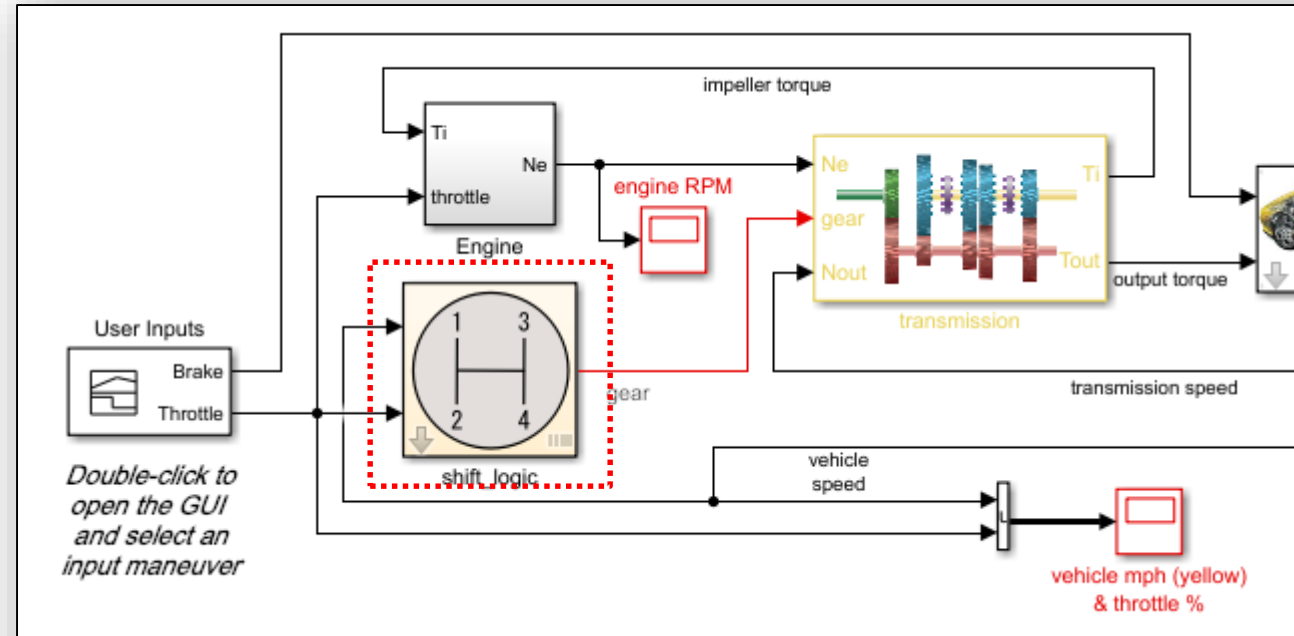 impeller torque
Ti
Ne
throttle
Engine
engine RPM
Ne
gear
Nout
Ti
Tout
transmission
output torque
User Inputs
Brake
Throttle
1 3
2 4
shift_logic
gear
transmission speed
Double-click to
open the GUI
and select an
input maneuver
vehicle
speed
vehicle mph (yellow)
& throttle %